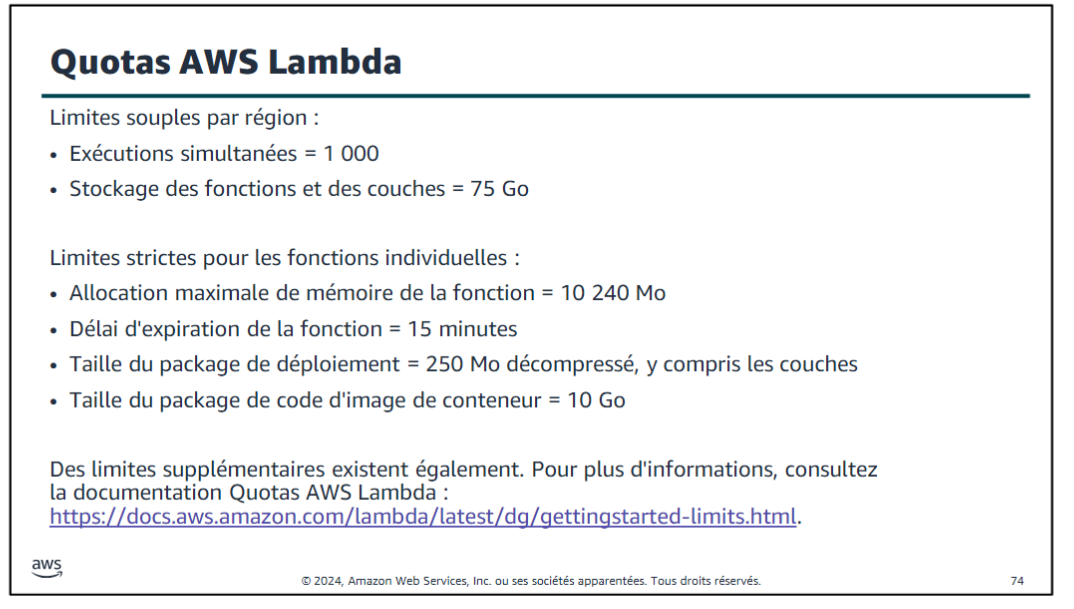 Quotas AWS Lambda
Limites souples par région :
• Exécutions simultanées = 1 000
• Stockage des fonctions et des couches = 75 Go
Limites strictes pour les fonctions individuelles :
• Allocation maximale de mémoire de la fonction = 10 240 Mo
• Délai d'expiration de la fonction = 15 minutes
• Taille du package de déploiement = 250 Mo décompressé, y compris les couches
• Taille du package de code d'image de conteneur = 10 Go
Des limites supplémentaires existent également. Pour plus d'informations, consultez
la documentation Quotas AWS Lambda :
https://docs.aws.amazon.com/lambda/latest/dg/gettingstarted-limits.html.
aws
© 2024, Amazon Web Services, Inc. ou ses sociétés apparentées. Tous droits réservés.
74